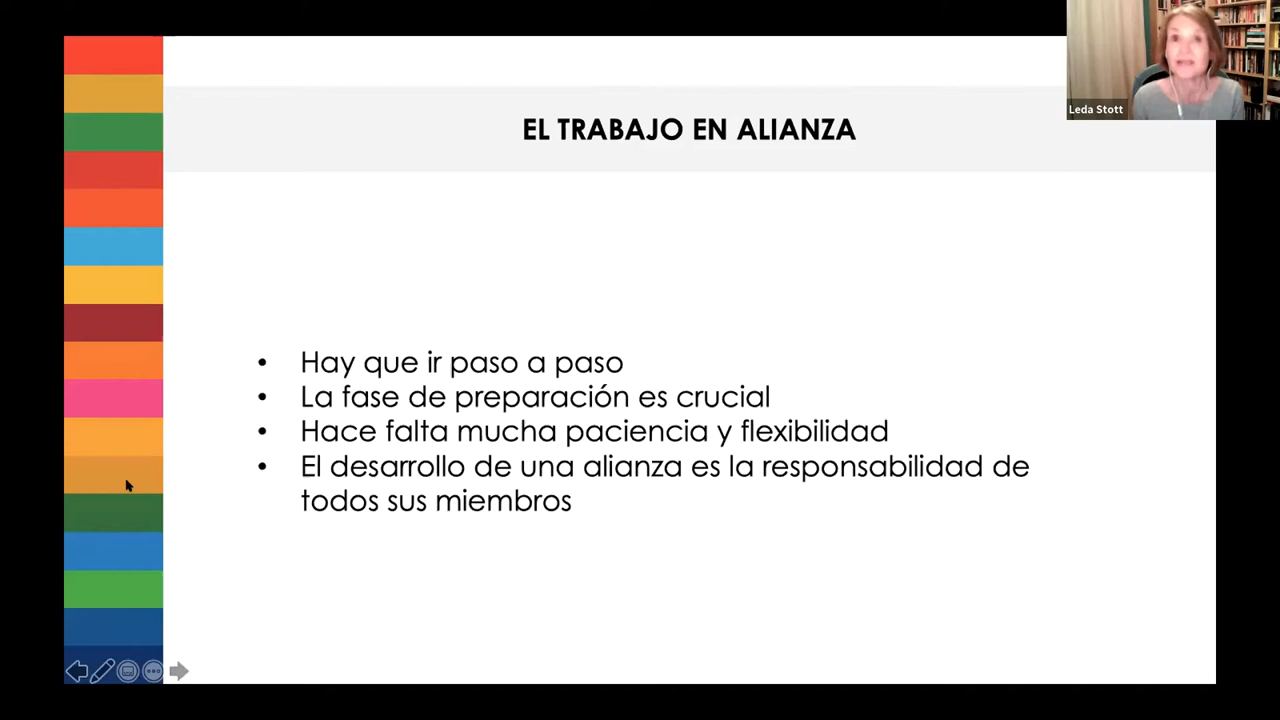 Leda Stott
EL TRABAJO EN ALIANZA
• Hay que ir paso a paso
• La fase de preparación es crucial
• Hace falta mucha paciencia y flexibilidad
• El desarrollo de una alianza es la responsabilidad de
todos sus miembros